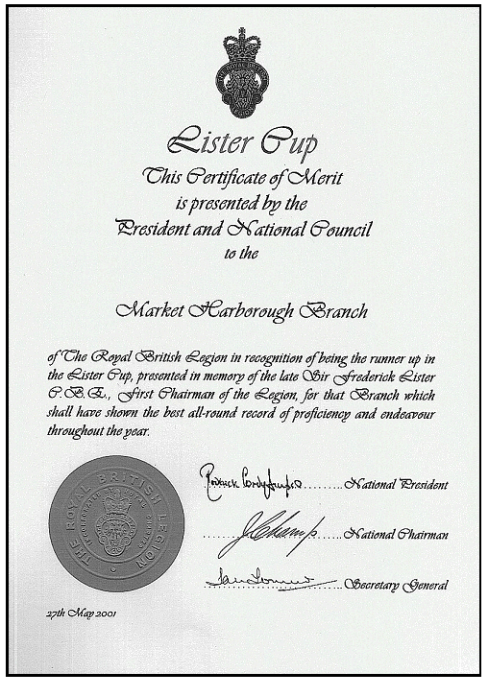 Lister Cup
This Certificate of Merit
is presented by the
President and National Council
to the
Market Harborough Branch
of The Royal British Legion in recognition of being the runner up in
the Lister Cup, presented in memory of the late Sir Frederick Lister
C.B.E., First Chairman of the Legion, for that Branch which
shall have shown the best all-round record of proficiency and endeavour
throughout the year.
THE ROYAL BRITISH LEGION
National President
National Chairman
Secretary General
27th May 2001